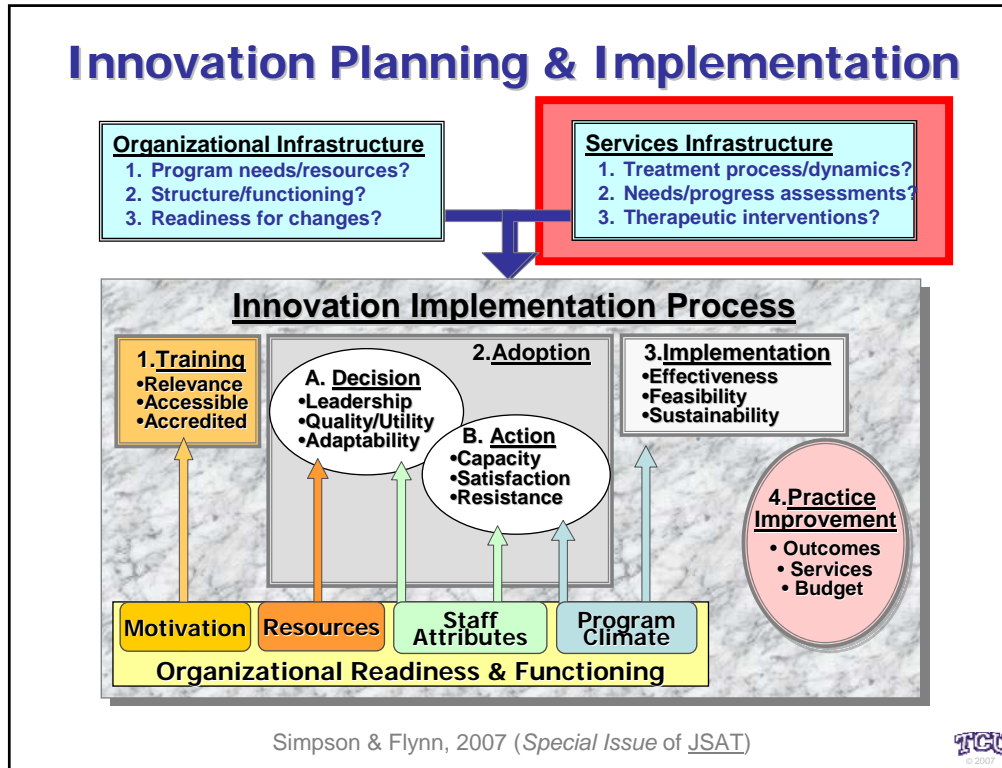 Innovation Planning & Implementation
Organizational Infrastructure
1. Program needs/resources?
2. Structure/functioning?
3. Readiness for changes?
Services Infrastructure
1. Treatment process/dynamics?
2. Needs/progress assessments?
3. Therapeutic interventions?
Innovation Implementation Process
1.Training
•Relevance
•Accessible
•Accredited
2.Adoption
A. Decision
•Leadership
•Quality/Utility
•Adaptability
B. Action
•Capacity
•Satisfaction
•Resistance
3.Implementation
•Effectiveness
•Feasibility
•Sustainability
4.Practice
Improvement
• Outcomes
• Services
• Budget
Motivation
Resources
Staff
Attributes
Program
Climate
Organizational Readiness & Functioning
Simpson & Flynn, 2007 (Special Issue of JSAT)
TCU
© 2007